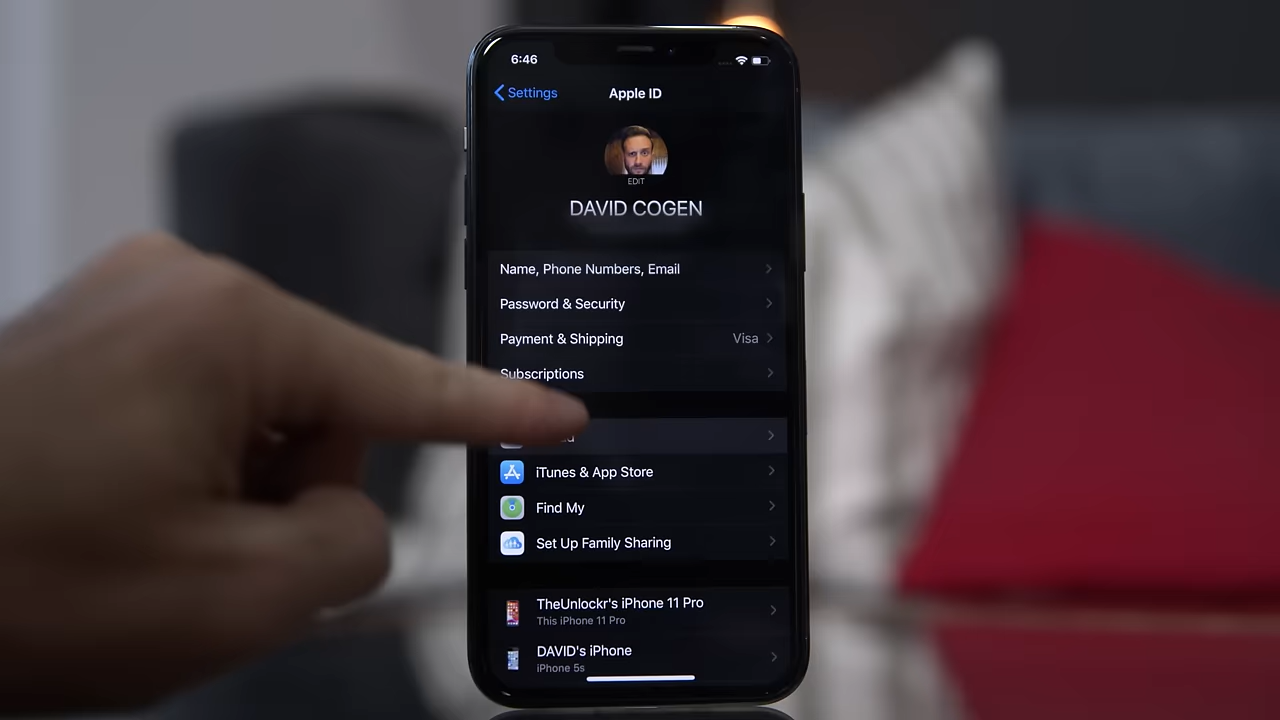 6:46
Settings
Apple ID
EDIT
DAVID COGEN
Name, Phone Numbers, Email
Password & Security
Payment & Shipping Visa
Subscriptions
iTunes & App Store
Find My
Set Up Family Sharing
TheUnlockr's iPhone 11 Pro
This iPhone 11 Pro
DAVID's iPhone
iPhone 5s